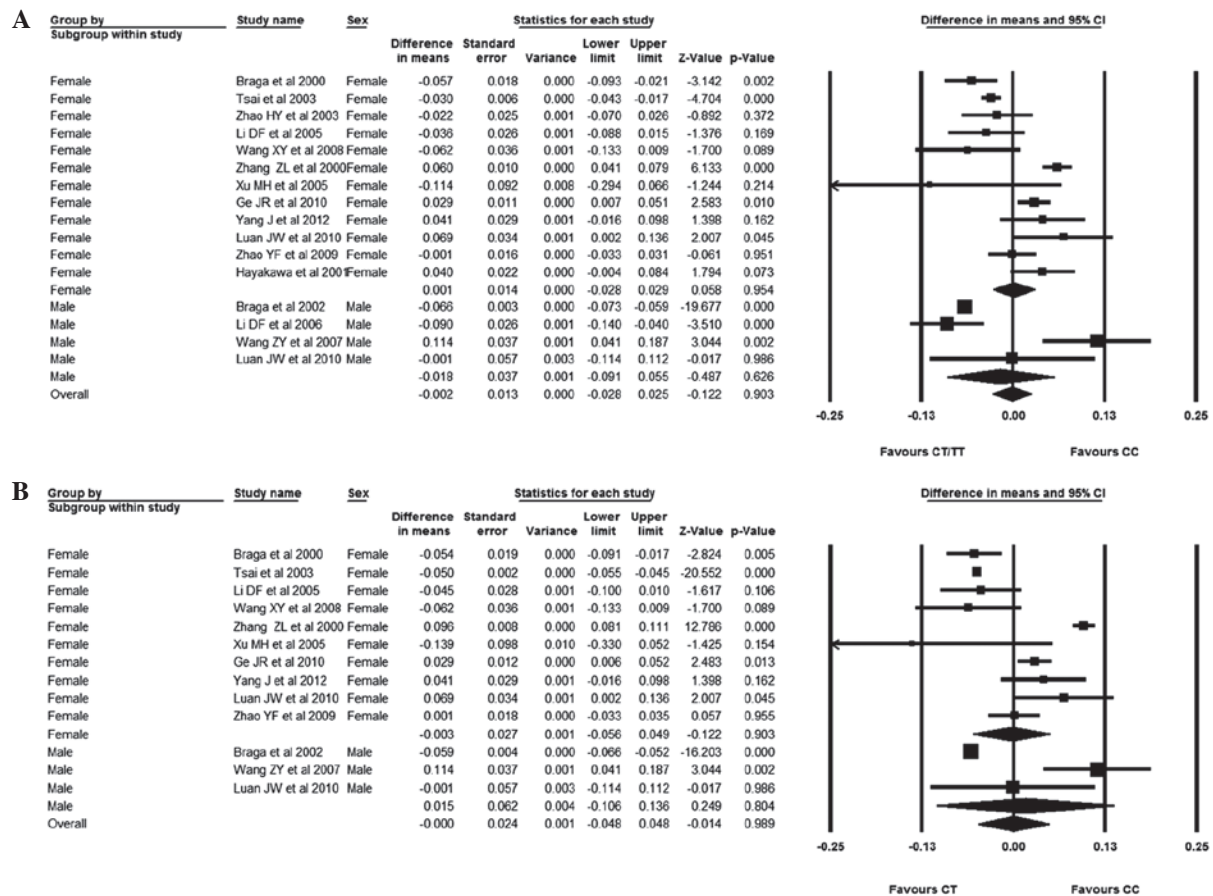 A
Group by Study name Sex Statistics for each study Difference in means and 95% CI
Subgroup within study
Difference Standard Lower Upper
in means error Variance limit limit Z-Value p-Value
Female Braga et al 2000 Female -0.057 0.018 0.000 -0.093 -0.021 -3.142 0.002
Female Tsai et al 2003 Female -0.030 0.006 0.000 -0.043 -0.017 -4.704 0.000
Female Zhao HY et al 2003 Female -0.022 0.025 0.001 -0.070 0.026 -0.892 0.372
Female Li DF et al 2005 Female -0.036 0.026 0.001 -0.088 0.015 -1.376 0.169
Female Wang XY et al 2008 Female -0.062 0.036 0.001 -0.133 0.009 -1.700 0.089
Female Zhang ZL et al 2000 Female 0.060 0.010 0.000 0.041 0.079 6.133 0.000
Female Xu MH et al 2005 Female -0.114 0.092 0.008 -0.294 0.066 -1.244 0.214
Female Ge JR et al 2010 Female 0.029 0.011 0.000 0.007 0.051 2.583 0.010
Female Yang J et al 2012 Female 0.041 0.029 0.001 -0.016 0.098 1.398 0.162
Female Luan JW et al 2010 Female 0.069 0.034 0.001 0.002 0.136 2.007 0.045
Female Zhao YF et al 2009 Female -0.001 0.016 0.000 -0.033 0.031 -0.061 0.951
Female Hayakawa et al 2001 Female 0.040 0.022 0.000 -0.004 0.084 1.794 0.073
Female 0.001 0.014 0.000 -0.028 0.029 0.058 0.954
Male Braga et al 2002 Male -0.066 0.003 0.000 -0.073 -0.059 -19.677 0.000
Male Li DF et al 2006 Male -0.090 0.026 0.001 -0.140 -0.040 -3.510 0.000
Male Wang ZY et al 2007 Male 0.114 0.037 0.001 0.041 0.187 3.044 0.002
Male Luan JW et al 2010 Male -0.001 0.057 0.003 -0.114 0.112 -0.017 0.986
Male -0.018 0.037 0.001 -0.091 0.055 -0.487 0.626
Overall -0.002 0.013 0.000 -0.028 0.025 -0.122 0.903
-0.25 -0.13 0.00 0.13 0.25
Favours CT/TT Favours CC
B
Group by Study name Sex Statistics for each study Difference in means and 95% CI
Subgroup within study
Difference Standard Lower Upper
in means error Variance limit limit Z-Value p-Value
Female Braga et al 2000 Female -0.054 0.019 0.000 -0.091 -0.017 -2.824 0.005
Female Tsai et al 2003 Female -0.050 0.002 0.000 -0.055 -0.045 -20.552 0.000
Female Li DF et al 2005 Female -0.045 0.028 0.001 -0.100 0.010 -1.617 0.106
Female Wang XY et al 2008 Female -0.062 0.036 0.001 -0.133 0.009 -1.700 0.089
Female Zhang ZL et al 2000 Female 0.096 0.008 0.000 0.081 0.111 12.786 0.000
Female Xu MH et al 2005 Female -0.139 0.098 0.010 -0.330 0.052 -1.425 0.154
Female Ge JR et al 2010 Female 0.029 0.012 0.000 0.006 0.052 2.483 0.013
Female Yang J et al 2012 Female 0.041 0.029 0.001 -0.016 0.098 1.398 0.162
Female Luan JW et al 2010 Female 0.069 0.034 0.001 0.002 0.136 2.007 0.045
Female Zhao YF et al 2009 Female 0.001 0.018 0.000 -0.033 0.035 0.057 0.955
Female -0.003 0.027 0.001 -0.056 0.049 -0.122 0.903
Male Braga et al 2002 Male -0.059 0.004 0.000 -0.066 -0.052 -16.203 0.000
Male Wang ZY et al 2007 Male 0.114 0.037 0.001 0.041 0.187 3.044 0.002
Male Luan JW et al 2010 Male -0.001 0.057 0.003 -0.114 0.112 -0.017 0.986
Male 0.015 0.062 0.004 -0.106 0.136 0.249 0.804
Overall -0.000 0.024 0.001 -0.048 0.048 -0.014 0.989
-0.25 -0.13 0.00 0.13 0.25
Favours CT Favours CC